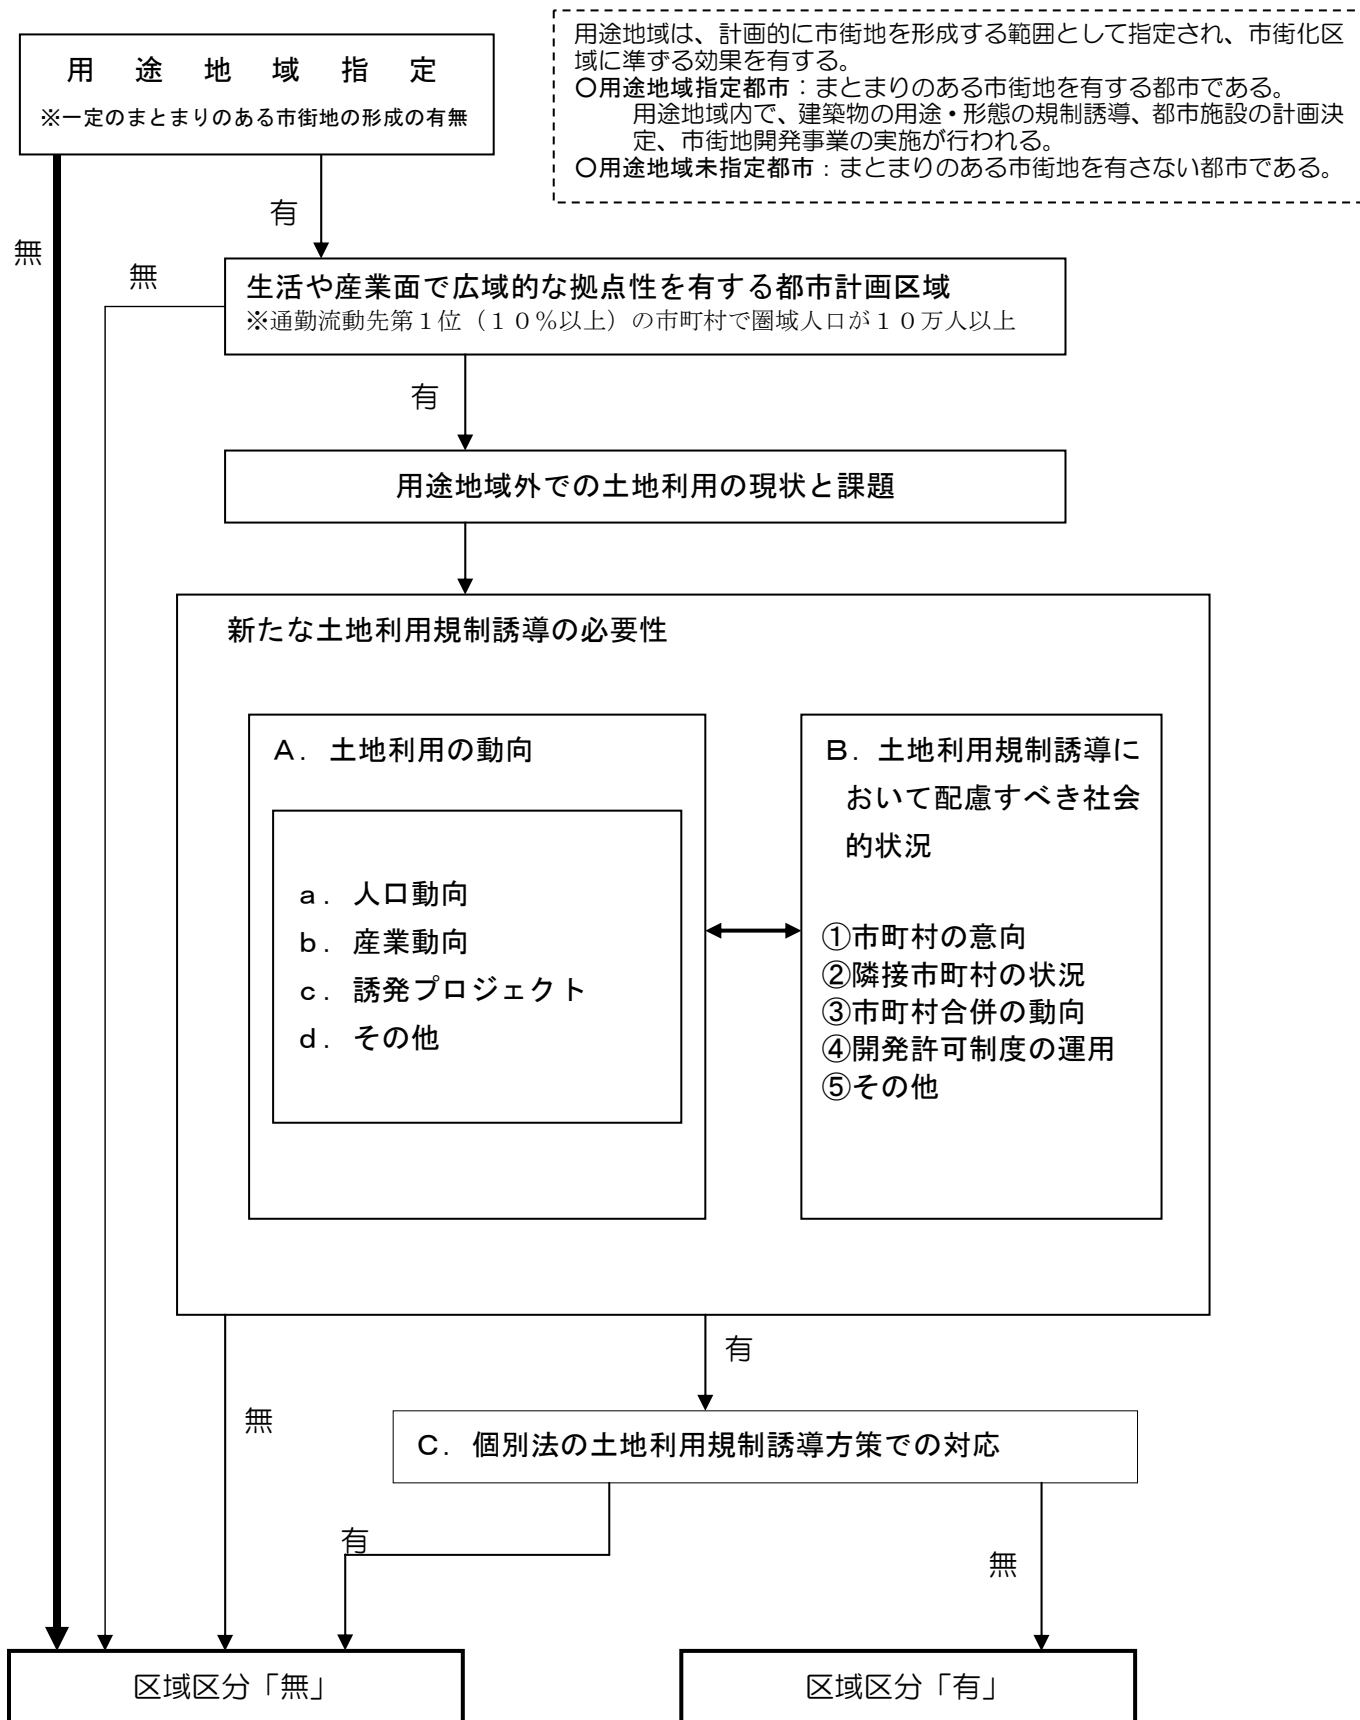 用途地域指定
※一定のまとまりのある市街地の形成の有無
用途地域は、計画的に市街地を形成する範囲として指定され、市街化区
域に準ずる効果を有する。
〇用途地域指定都市：まとまりのある市街地を有する都市である。
用途地域内で、建築物の用途・形態の規制誘導、都市施設の計画決
定、市街地開発事業の実施が行われる。
〇用途地域未指定都市：まとまりのある市街地を有さない都市である。
有
無
無
生活や産業面で広域的な拠点性を有する都市計画区域
※通勤流動先第１位（１０％以上）の市町村で圏域人口が１０万人以上
有
用途地域外での土地利用の現状と課題
新たな土地利用規制誘導の必要性
Ａ．土地利用の動向
ａ．人口動向
ｂ．産業動向
ｃ．誘発プロジェクト
ｄ．その他
Ｂ．土地利用規制誘導に
おいて配慮すべき社会
的状況
①市町村の意向
②隣接市町村の状況
③市町村合併の動向
④開発許可制度の運用
⑤その他
有
無
Ｃ．個別法の土地利用規制誘導方策での対応
有
無
区域区分「無」
区域区分「有」